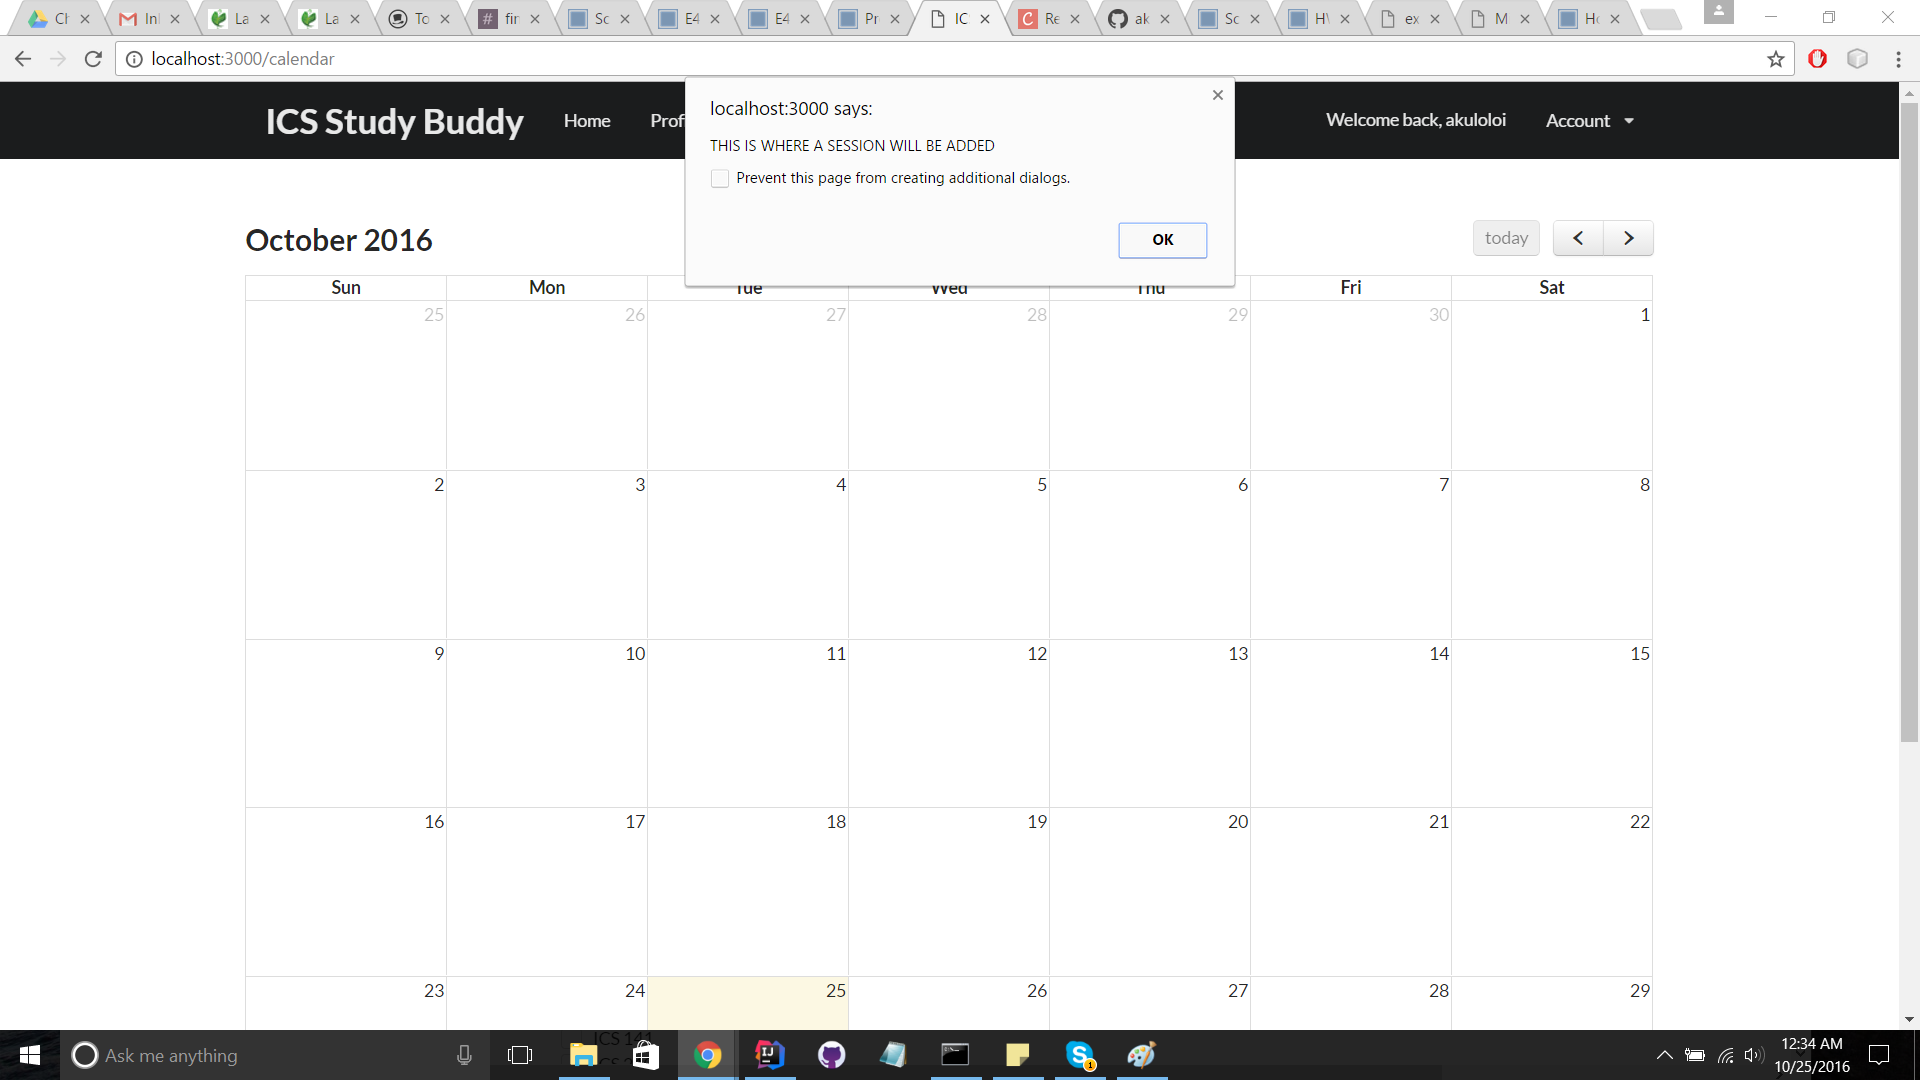 Ch Inl La La To fir Sc E4 E4 Pr IC Re ak Sc H\ ex M Ho
localhost:3000/calendar
ICS Study Buddy Home Prof Welcome back, akuloloi Account
localhost:3000 says:
THIS IS WHERE A SESSION WILL BE ADDED
Prevent this page from creating additional dialogs.
OK
October 2016 today
Sun Mon Tue Wed Thu Fri Sat
25 26 27 28 29 30 1
2 3 4 5 6 7 8
9 10 11 12 13 14 15
16 17 18 19 20 21 22
23 24 25 26 27 28 29
Ask me anything
12:34 AM
10/25/2016